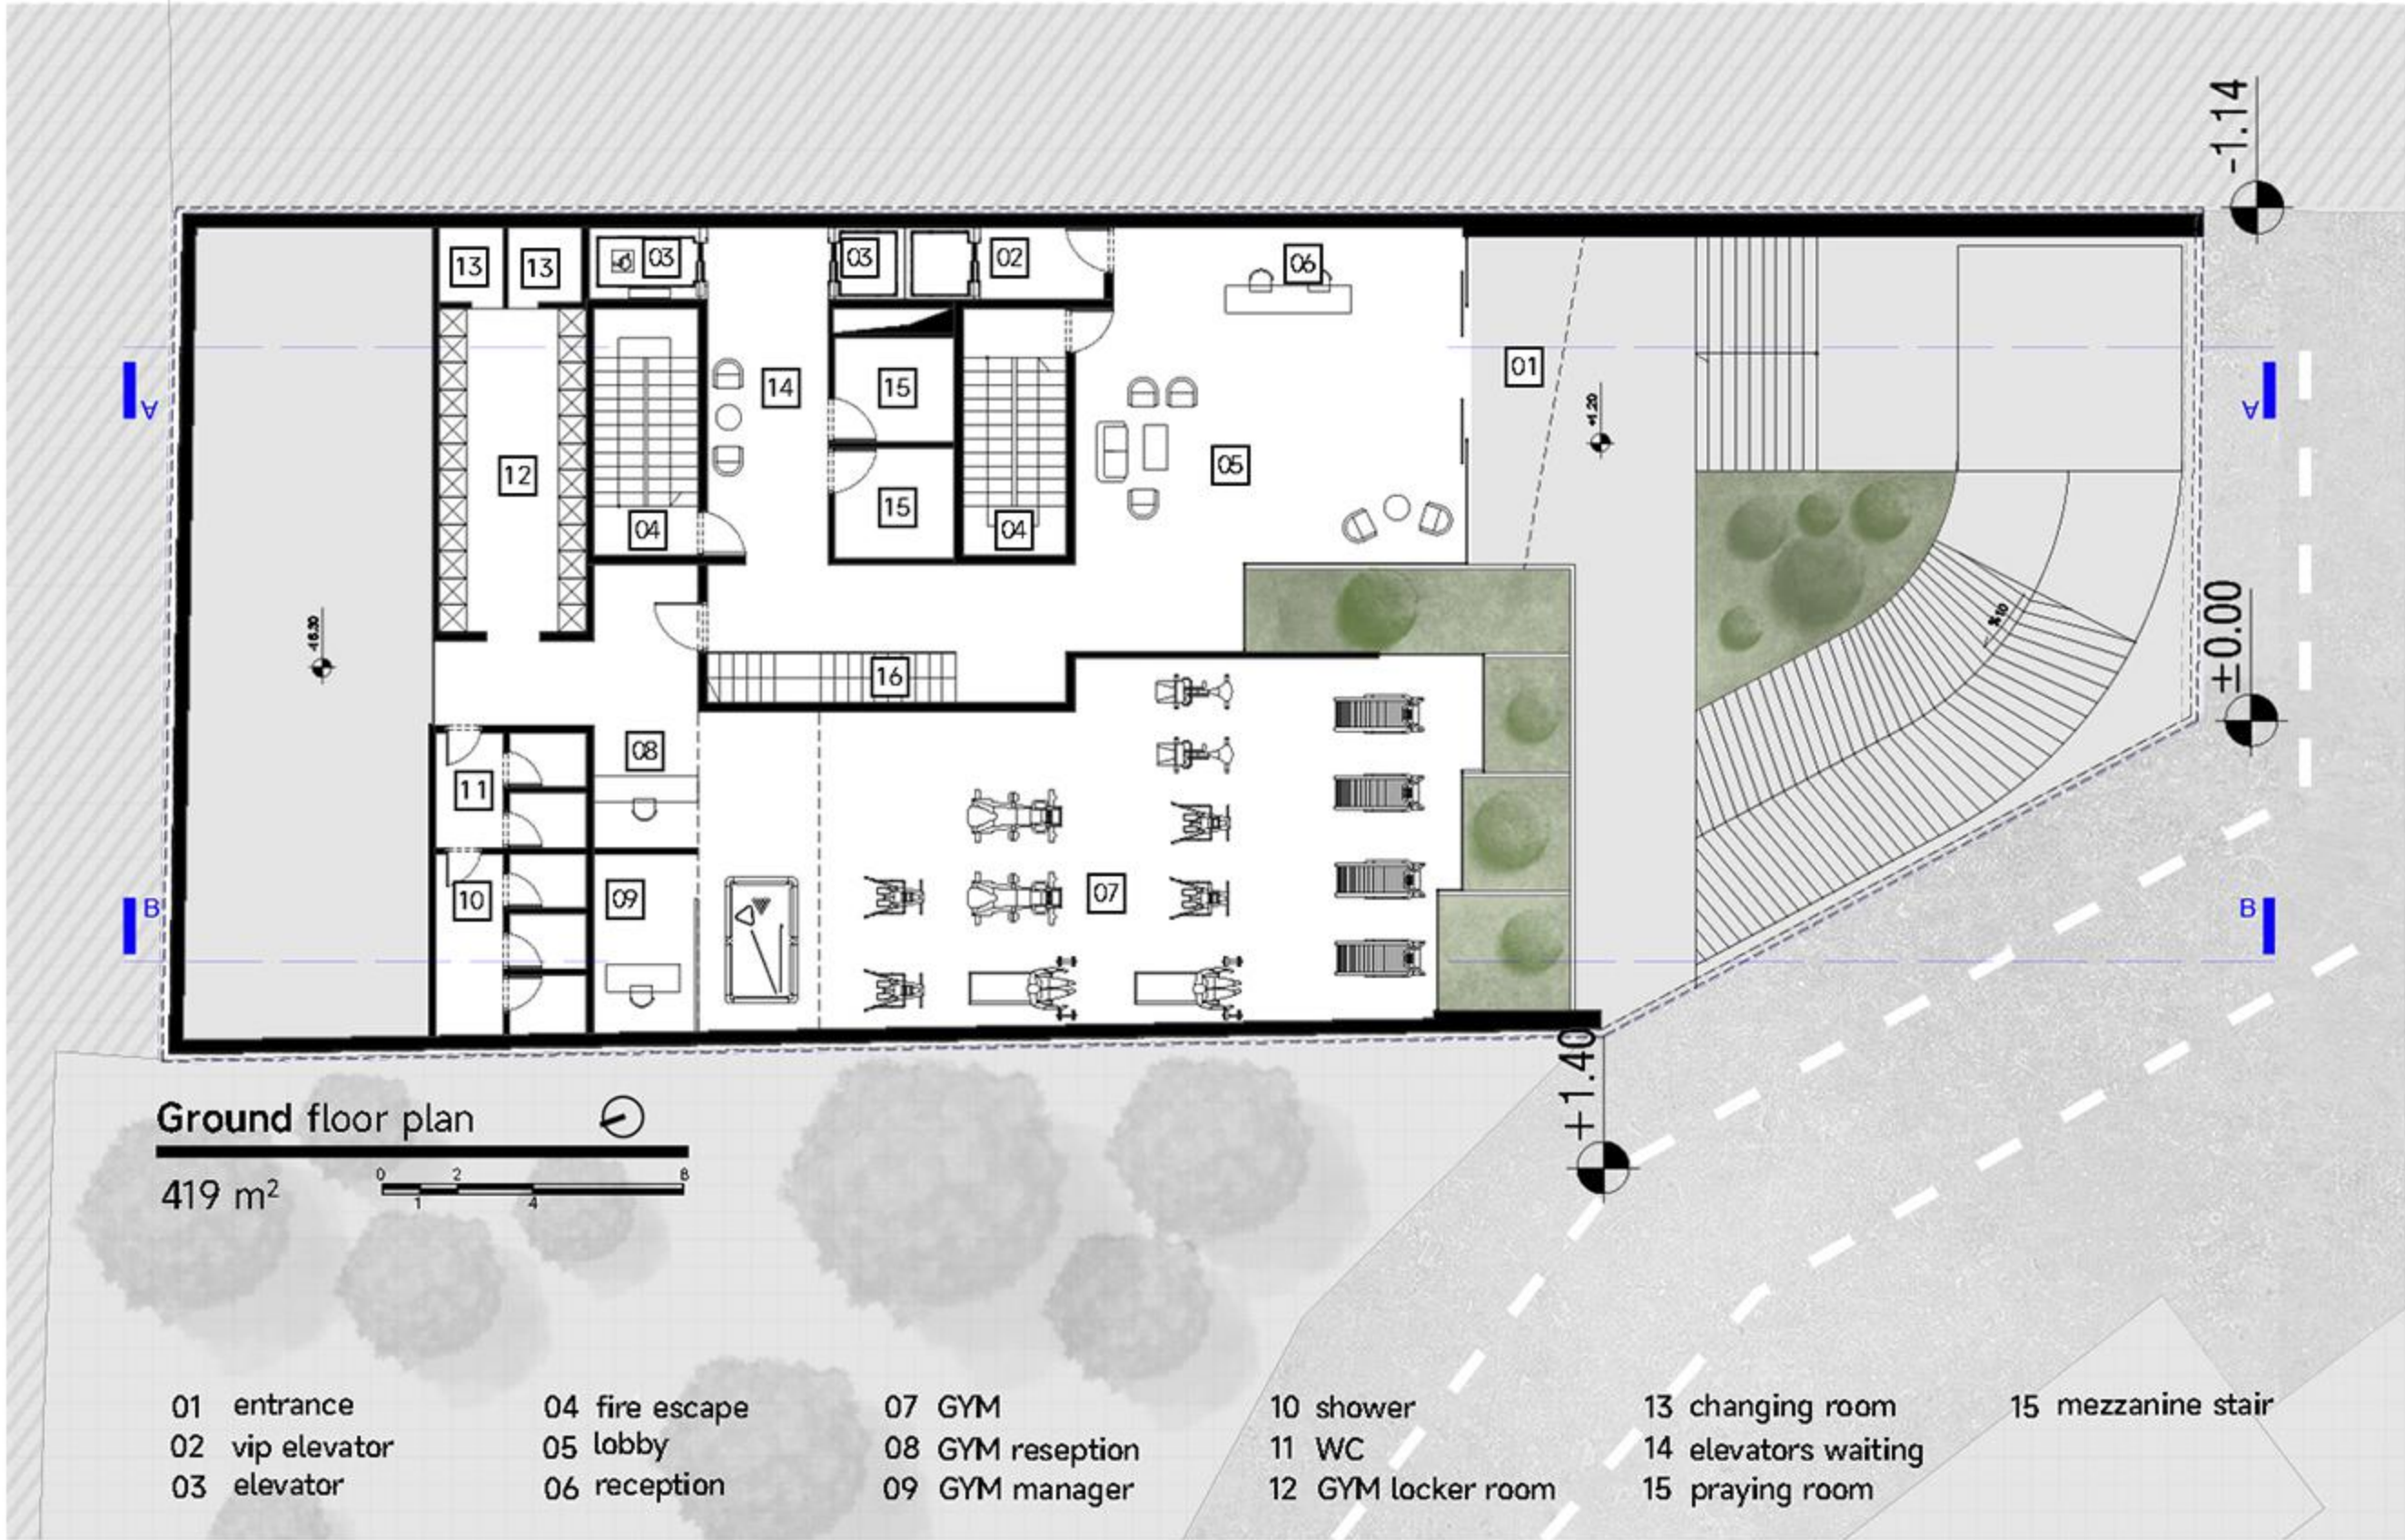 -1.14
13
13
03
03
02
06
01
+1.20
A
14
15
A
05
12
15
04
04
±0.00
% 10
16
08
11
10
09
07
B
B
+1.40
Ground floor plan
419 m²
0 2 8
1 4
01 entrance
02 vip elevator
03 elevator
04 fire escape
05 lobby
06 reception
07 GYM
08 GYM reseption
09 GYM manager
10 shower
11 WC
12 GYM locker room
13 changing room
14 elevators waiting
15 praying room
15 mezzanine stair